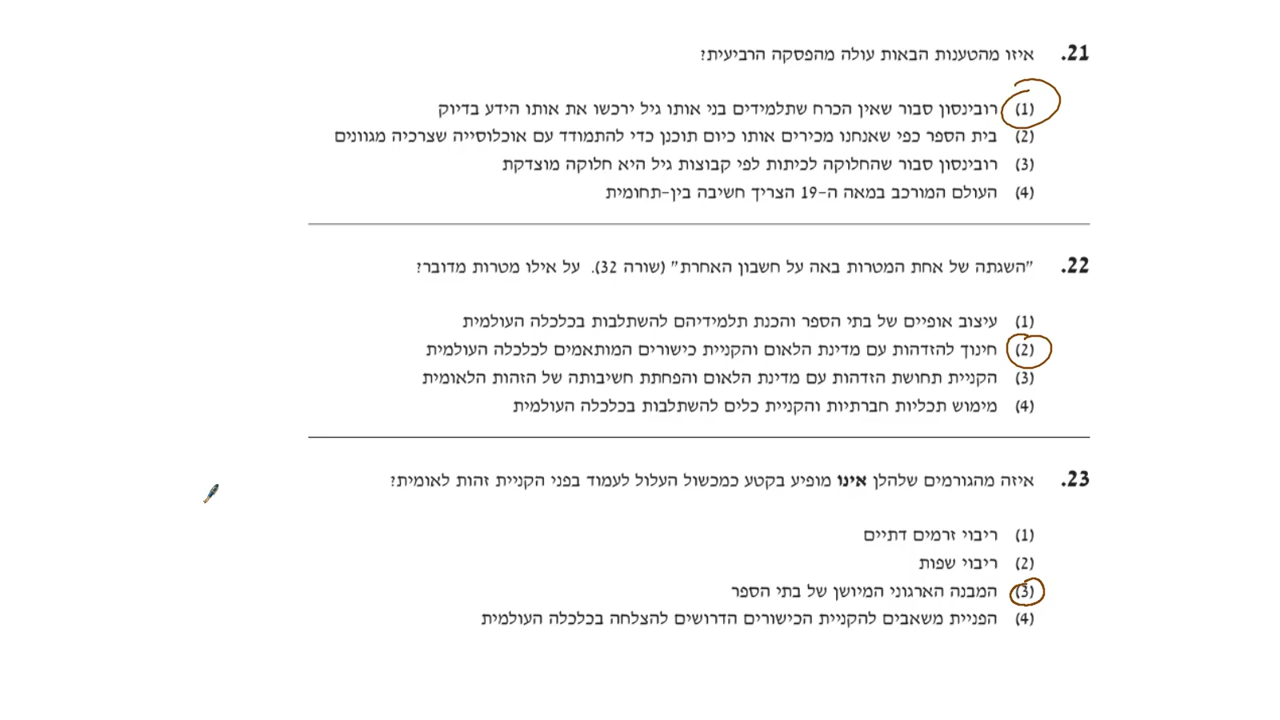 .21 איזו מהטענות הבאות עולה מהפסקה הרביעית?
(1) רובינסון סבור שאין הכרח שתלמידים בני אותו גיל ירכשו את אותו הידע בדיוק
(2) בית הספר כפי שאנחנו מכירים אותו כיום תוכנן כדי להתמודד עם אוכלוסייה שצרכיה מגוונים
(3) רובינסון סבור שהחלוקה לכיתות לפי קבוצות גיל היא חלוקה מוצדקת
(4) העולם המורכב במאה ה-19 הצריך חשיבה בין-תחומית
.22 "השגתה של אחת המטרות באה על חשבון האחרת" (שורה 32). על אילו מטרות מדובר?
(1) עיצוב אופיים של בתי הספר והכנת תלמידיהם להשתלבות בכלכלה העולמית
(2) חינוך להזדהות עם מדינת הלאום והקניית כישורים המותאמים לכלכלה העולמית
(3) הקניית תחושת הזדהות עם מדינת הלאום והפחתת חשיבותה של הזהות הלאומית
(4) מימוש תכליות חברתיות והקניית כלים להשתלבות בכלכלה העולמית
.23 איזה מהגורמים שלהלן אינו מופיע בקטע כמכשול העלול לעמוד בפני הקניית זהות לאומית?
(1) ריבוי זרמים דתיים
(2) ריבוי שפות
(3) המבנה הארגוני המיושן של בתי הספר
(4) הפניית משאבים להקניית הכישורים הדרושים להצלחה בכלכלה העולמית